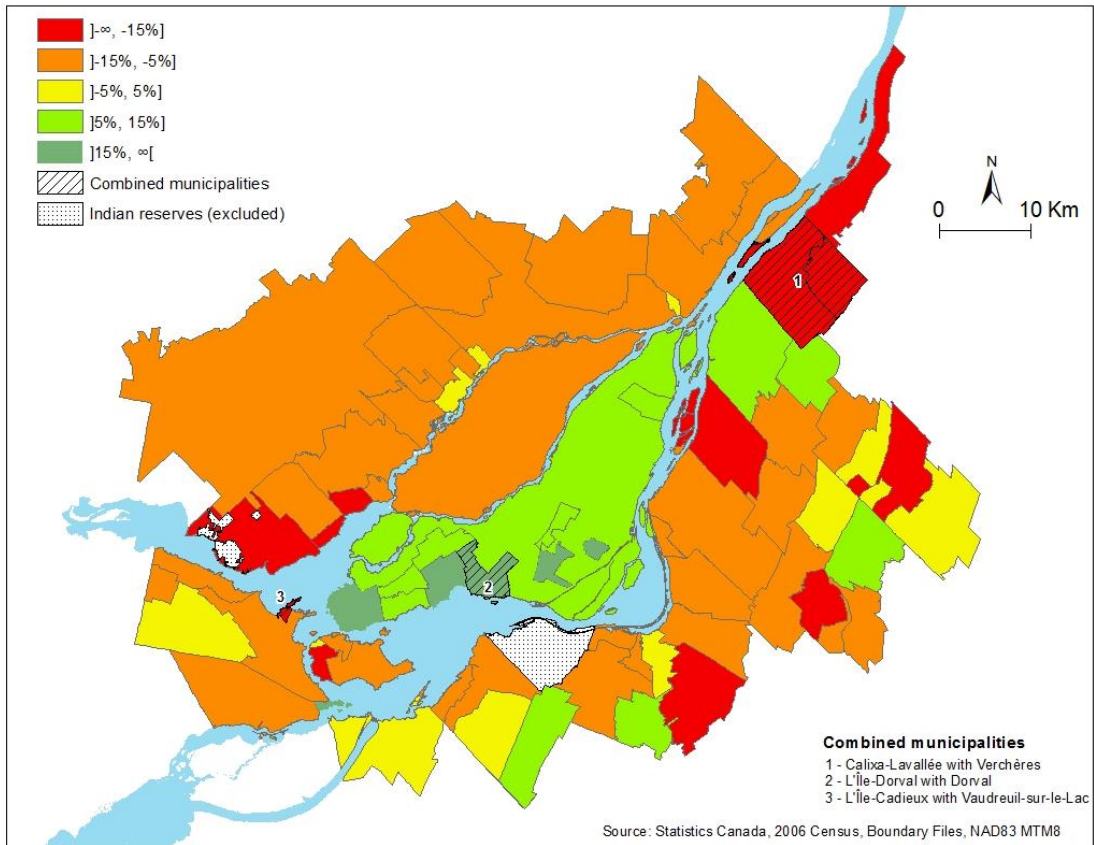 ]-∞, -15%]
]-15%, -5%]
]-5%, 5%]
]5%, 15%]
]15%, ∞[
Combined municipalities
Indian reserves (excluded)
N
0 10 Km
1
2
3
Combined municipalities
1 - Calixa-Lavallée with Verchères
2 - L'Île-Dorval with Dorval
3 - L'Île-Cadieux with Vaudreuil-sur-le-Lac
Source: Statistics Canada, 2006 Census, Boundary Files, NAD83 MTM8